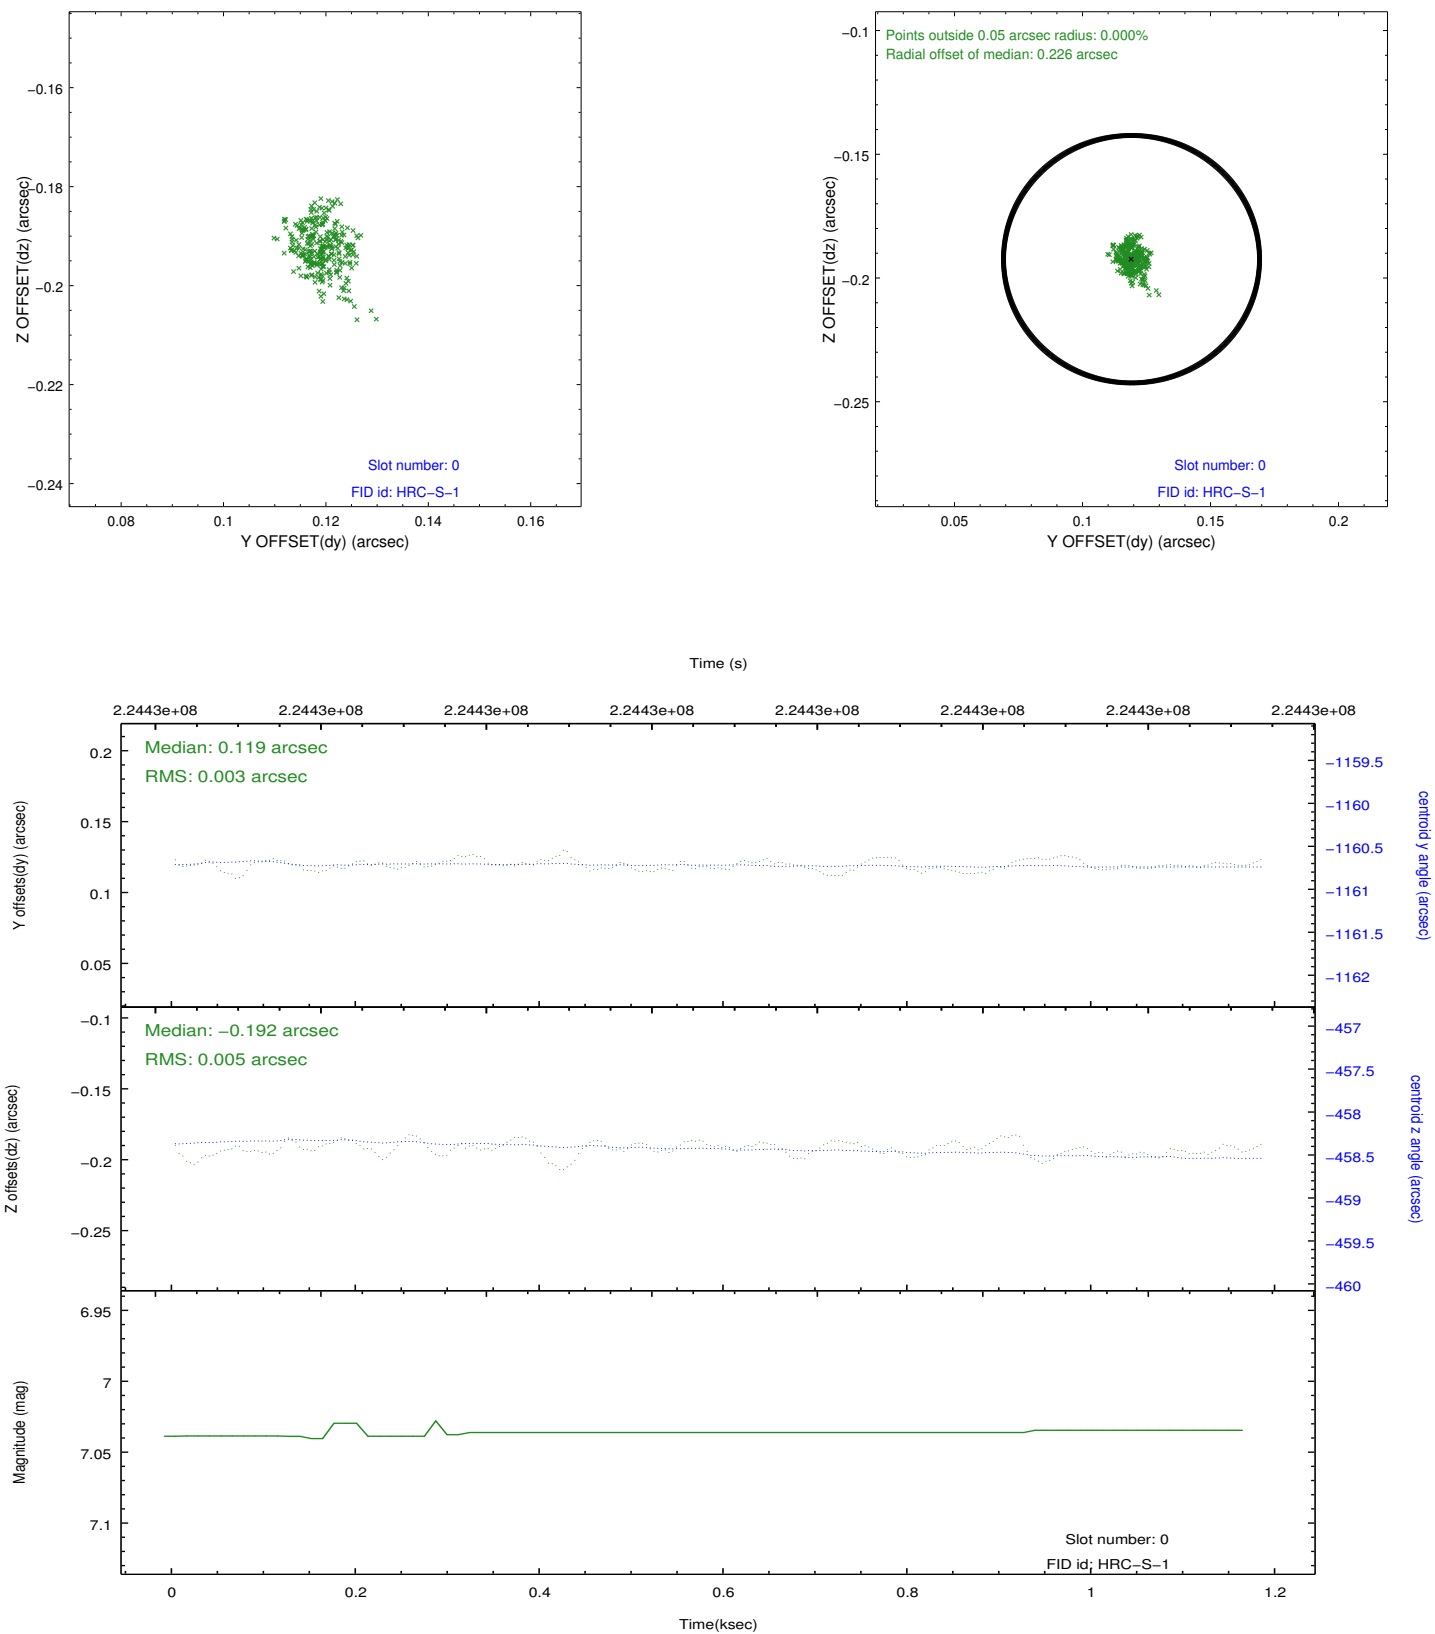 −0.16
−0.18
−0.2
−0.22
−0.24
Z OFFSET(dz) (arcsec)
Slot number: 0
FID id: HRC−S−1
0.08 0.1 0.12 0.14 0.16
Y OFFSET(dy) (arcsec)
Points outside 0.05 arcsec radius: 0.000%
Radial offset of median: 0.226 arcsec
−0.1
−0.15
−0.2
−0.25
Z OFFSET(dz) (arcsec)
Slot number: 0
FID id: HRC−S−1
0.05 0.1 0.15 0.2
Y OFFSET(dy) (arcsec)
Time (s)
2.2443e+08 2.2443e+08 2.2443e+08 2.2443e+08 2.2443e+08 2.2443e+08 2.2443e+08 2.2443e+08
Median: 0.119 arcsec
RMS: 0.003 arcsec
0.2
0.15
0.1
0.05
Y offsets(dy) (arcsec)
−1159.5
−1160
−1160.5
−1161
−1161.5
−1162
centroid y angle (arcsec)
Median: −0.192 arcsec
RMS: 0.005 arcsec
−0.1
−0.15
−0.2
−0.25
Z offsets(dz) (arcsec)
−457
−457.5
−458
−458.5
−459
−459.5
−460
centroid z angle (arcsec)
6.95
7
7.05
7.1
Magnitude (mag)
Slot number: 0
FID id: HRC−S−1
0 0.2 0.4 0.6 0.8 1 1.2
Time(ksec)